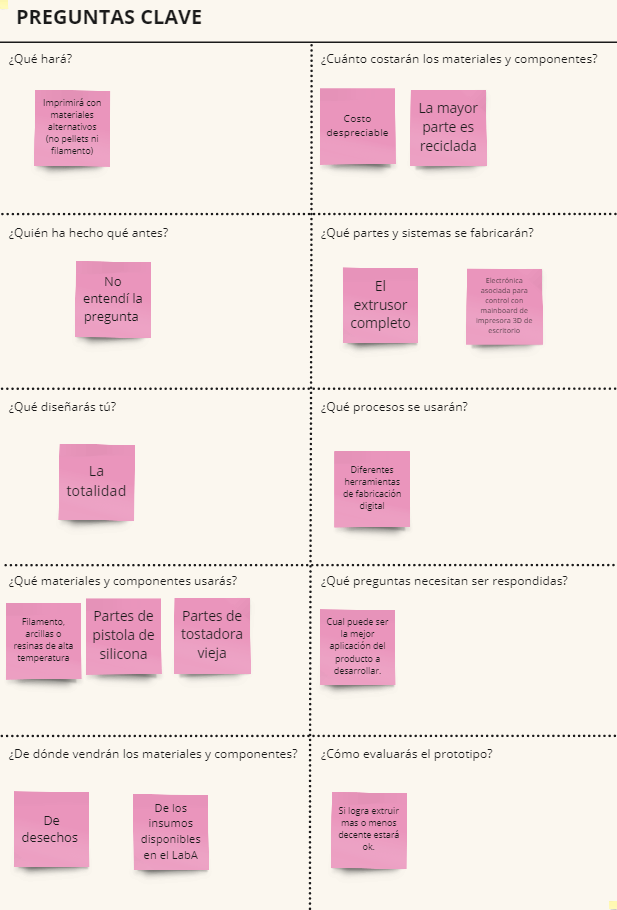 PREGUNTAS CLAVE
¿Qué hará?
Imprimirá con
materiales
alternativos
(no pellets ni
filamento)
¿Cuánto costarán los materiales y componentes?
Costo
despreciable
La mayor
parte es
reciclada
¿Quién ha hecho qué antes?
No
entendí la
pregunta
¿Qué partes y sistemas se fabricarán?
El
extrusor
completo
Electrónica
asociada para
control con
mainboard de
impresora 3D de
escritorio
¿Qué diseñarás tú?
La
totalidad
¿Qué procesos se usarán?
Diferentes
herramientas
de fabricación
digital
¿Qué materiales y componentes usarás?
Filamento,
arcillas o
resinas de alta
temperatura
Partes de
pistola de
silicona
Partes de
tostadora
vieja
¿Qué preguntas necesitan ser respondidas?
Cual puede ser
la mejor
aplicación del
producto a
desarrollar.
¿De dónde vendrán los materiales y componentes?
De
desechos
De los
insumos
disponibles
en el LabA
¿Cómo evaluarás el prototipo?
Si logra extruir
mas o menos
decente estará
ok.